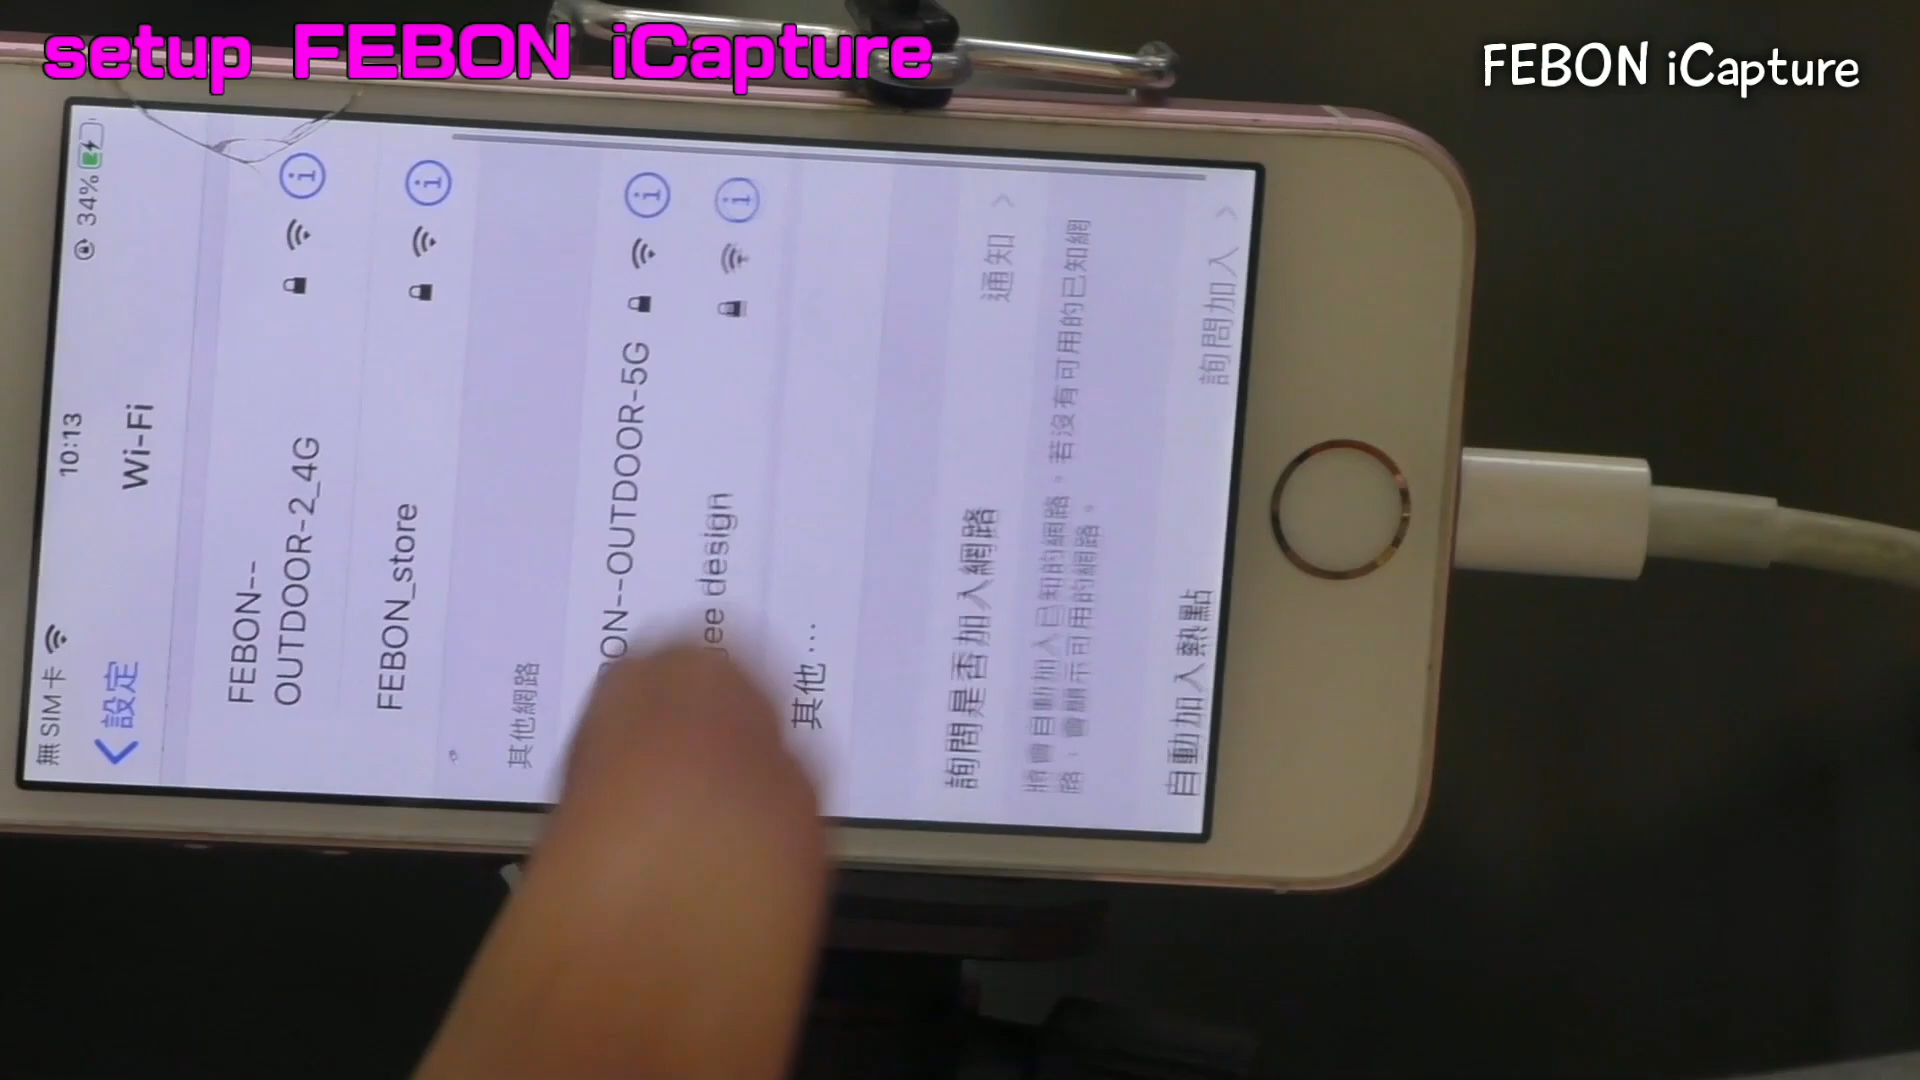 setup FEBON iCapture
FEBON iCapture
無SIM卡
10:13
34%
設定
Wi-Fi
FEBON--
OUTDOOR-2_4G
FEBON_store
其他網路
ON--OUTDOOR-5G
design
其他...
詢問是否加入網路
通知
將會自動加入已知的網路。若沒有可用的已知網
路，會顯示可用的網路。
自動加入熱點
詢問加入